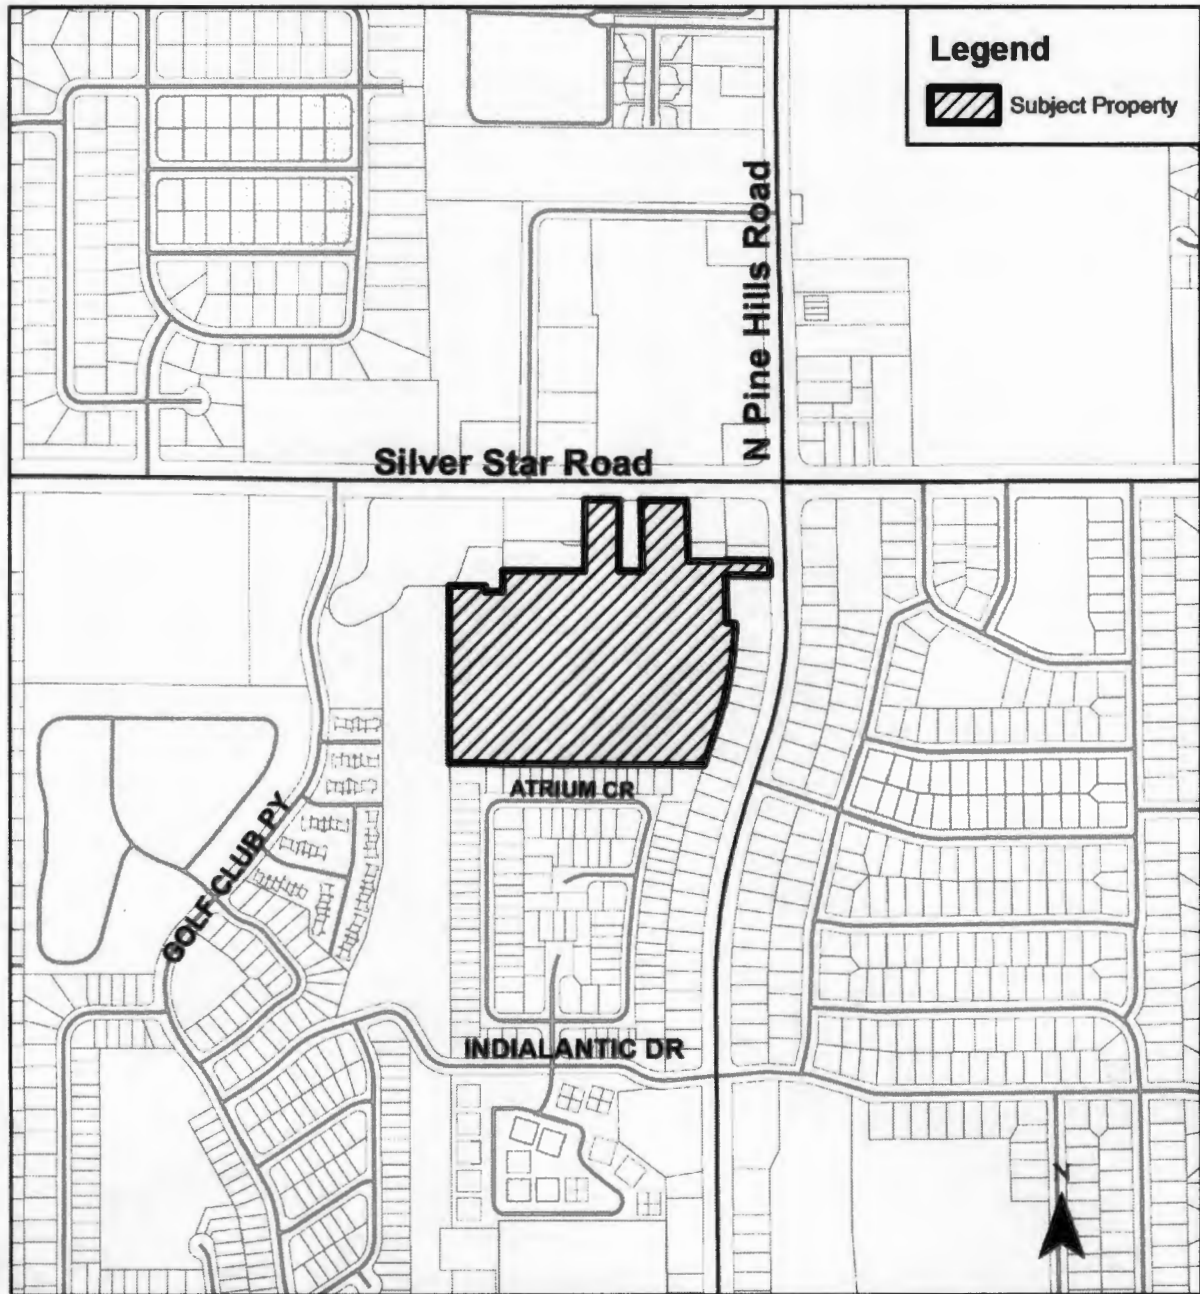 Legend
Subject Property
N Pine Hills Road
Silver Star Road
ATRIUM CR
GOLF CLUB PY
INDIALANTIC DR
N